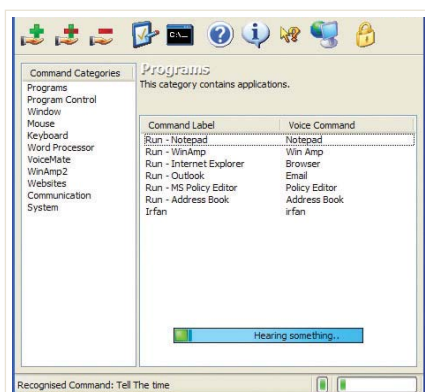 C:\_
Programs
This category contains applications.
Command Categories
Programs
Program Control
Window
Mouse
Keyboard
Word Processor
VoiceMate
WinAmp2
Websites
Communication
System
Command Label Voice Command
Run - Notepad Notepad
Run - WinAmp Win Amp
Run - Internet Explorer Browser
Run - Outlook Email
Run - MS Policy Editor Policy Editor
Run - Address Book Address Book
Irfan irfan
Hearing something..
Recognised Command: Tell The time